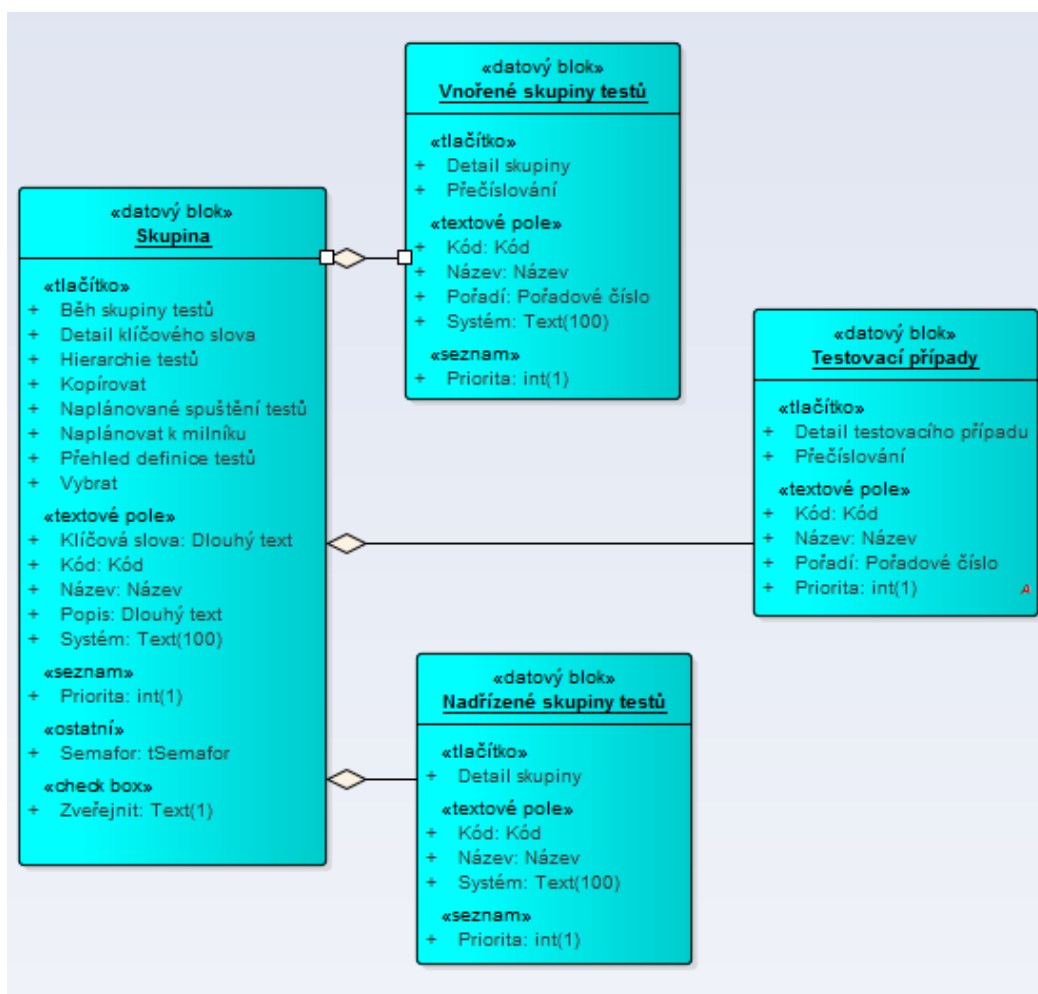 «datový blok»
Vnořené skupiny testů
«tlačítko»
+ Detail skupiny
+ Přečíslování
«textové pole»
+ Kód: Kód
+ Název: Název
+ Pořadí: Pořadové číslo
+ Systém: Text(100)
«seznam»
+ Priorita: int(1)
«datový blok»
Skupina
«tlačítko»
+ Běh skupiny testů
+ Detail klíčového slova
+ Hierarchie testů
+ Kopírovat
+ Naplánované spuštění testů
+ Naplánovat k milníku
+ Přehled definice testů
+ Vybrat
«textové pole»
+ Klíčová slova: Dlouhý text
+ Kód: Kód
+ Název: Název
+ Popis: Dlouhý text
+ Systém: Text(100)
«seznam»
+ Priorita: int(1)
«ostatní»
+ Semafor: tSemafor
«check box»
+ Zveřejnit: Text(1)
«datový blok»
Testovací případy
«tlačítko»
+ Detail testovacího případu
+ Přečíslování
«textové pole»
+ Kód: Kód
+ Název: Název
+ Pořadí: Pořadové číslo
+ Priorita: int(1) A
«datový blok»
Nadřízené skupiny testů
«tlačítko»
+ Detail skupiny
«textové pole»
+ Kód: Kód
+ Název: Název
+ Systém: Text(100)
«seznam»
+ Priorita: int(1)